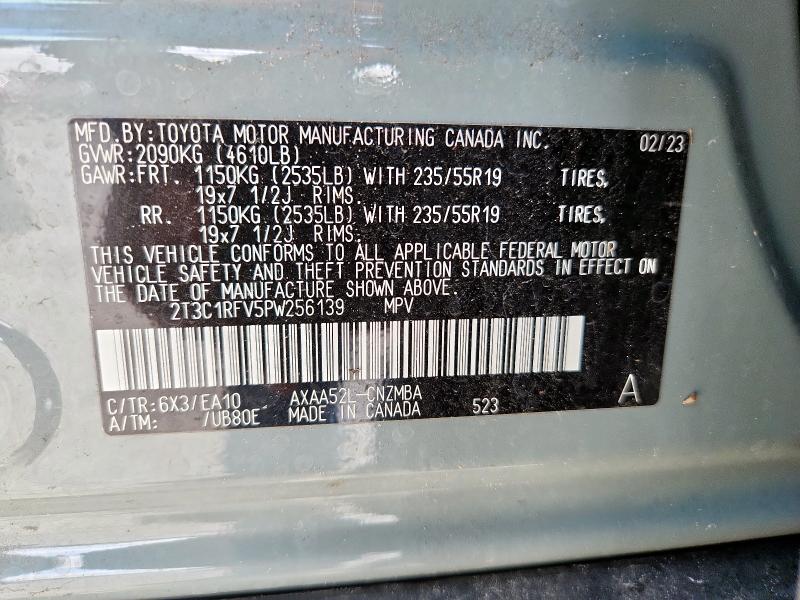 MFD. BY: TOYOTA MOTOR MANUFACTURING CANADA INC. 02/23
GVWR: 2090KG (4610LB)
GAWR: FRT. 1150KG (2535LB) WITH 235/55R19 TIRES,
19x7 1/2J RIMS.
RR. 1150KG (2535LB) WITH 235/55R19 TIRES,
19x7 1/2J RIMS.
THIS VEHICLE CONFORMS TO ALL APPLICABLE FEDERAL MOTOR
VEHICLE SAFETY AND THEFT PREVENTION STANDARDS IN EFFECT ON
THE DATE OF MANUFACTURE SHOWN ABOVE.
2T3C1RFV5PW256139 MPV
C/TR: 6X3/EA10 AXAA52L-CNZMBA
A/TM: /UB80E MADE IN CANADA 523 A